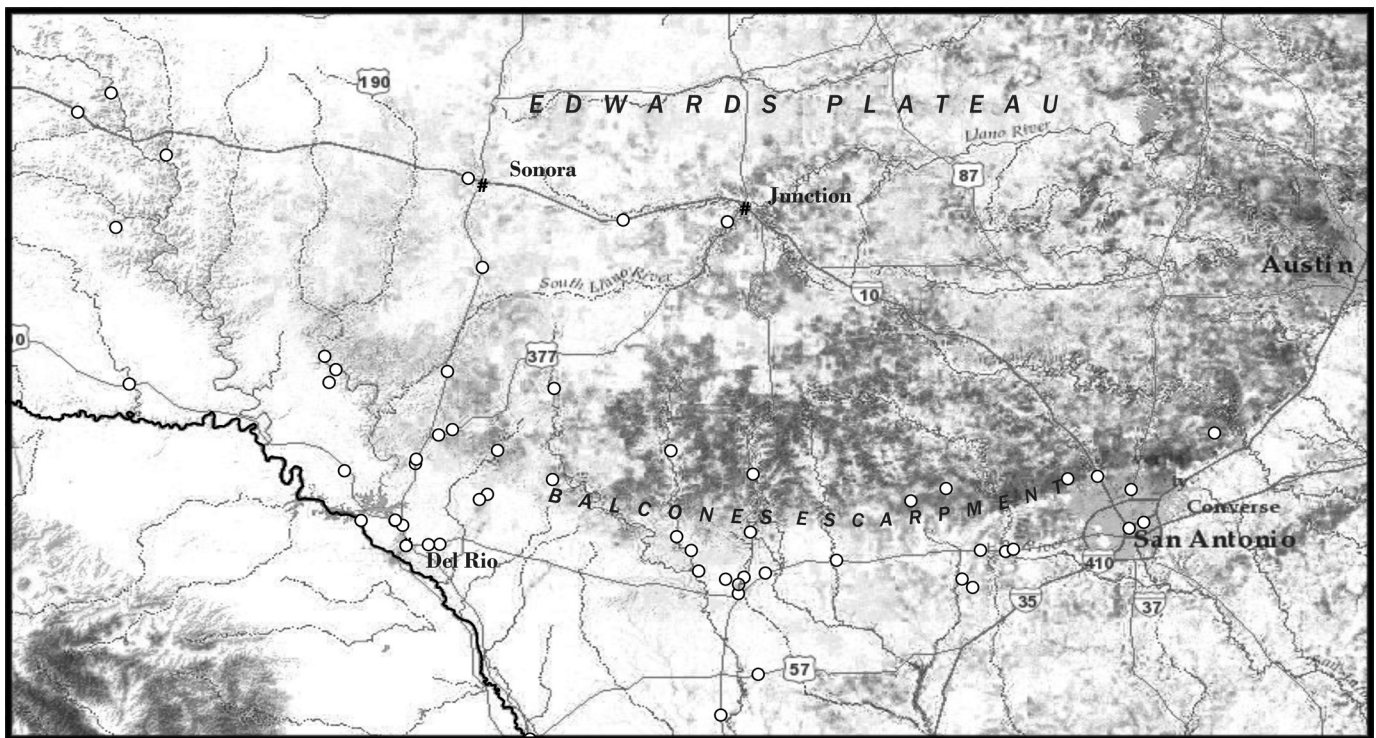 190
EDWARDS PLATEAU
Llano River
Sonora
87
Junction
Austin
South Llano River
10
0
377
BALCONES ESCARPMENT
Converse
San Antonio
Del Rio
410
35
37
57